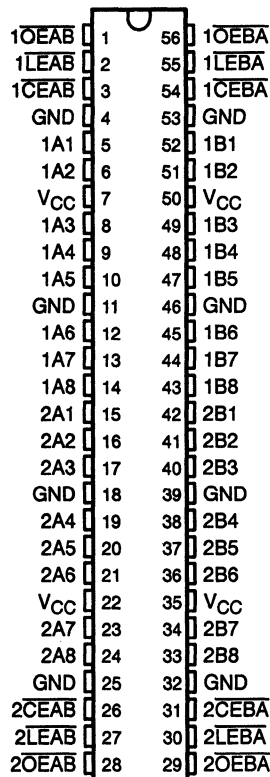 1OEAB 1 56 1OEBA
1LEAB 2 55 1LEBA
1CEAB 3 54 1CEBA
GND 4 53 GND
1A1 5 52 1B1
1A2 6 51 1B2
VCC 7 50 VCC
1A3 8 49 1B3
1A4 9 48 1B4
1A5 10 47 1B5
GND 11 46 GND
1A6 12 45 1B6
1A7 13 44 1B7
1A8 14 43 1B8
2A1 15 42 2B1
2A2 16 41 2B2
2A3 17 40 2B3
GND 18 39 GND
2A4 19 38 2B4
2A5 20 37 2B5
2A6 21 36 2B6
VCC 22 35 VCC
2A7 23 34 2B7
2A8 24 33 2B8
GND 25 32 GND
2CEAB 26 31 2CEBA
2LEAB 27 30 2LEBA
2OEAB 28 29 2OEBA